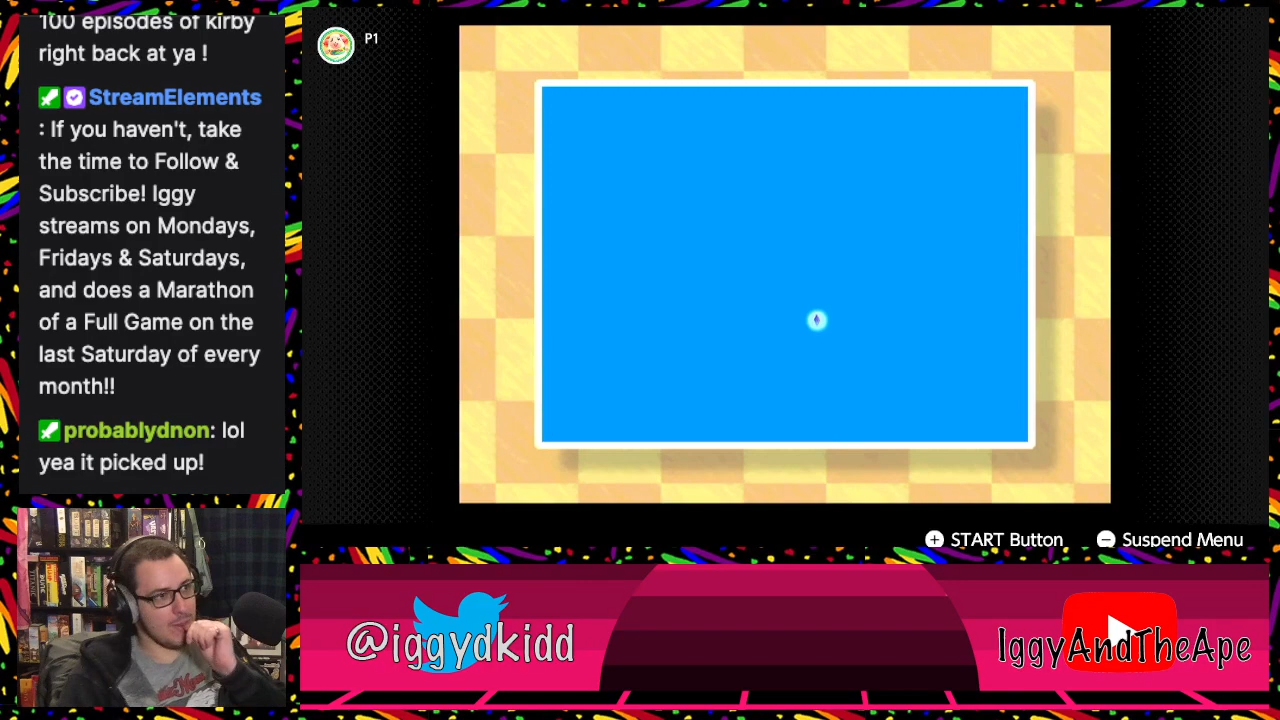 100 episodes of kirby
right back at ya !
StreamElements
: If you haven't, take
the time to Follow &
Subscribe! Iggy
streams on Mondays,
Fridays & Saturdays,
and does a Marathon
of a Full Game on the
last Saturday of every
month!!
probablydnon: lol
yea it picked up!
P1
START Button
Suspend Menu
@iggydkidd
IggyAndTheApe